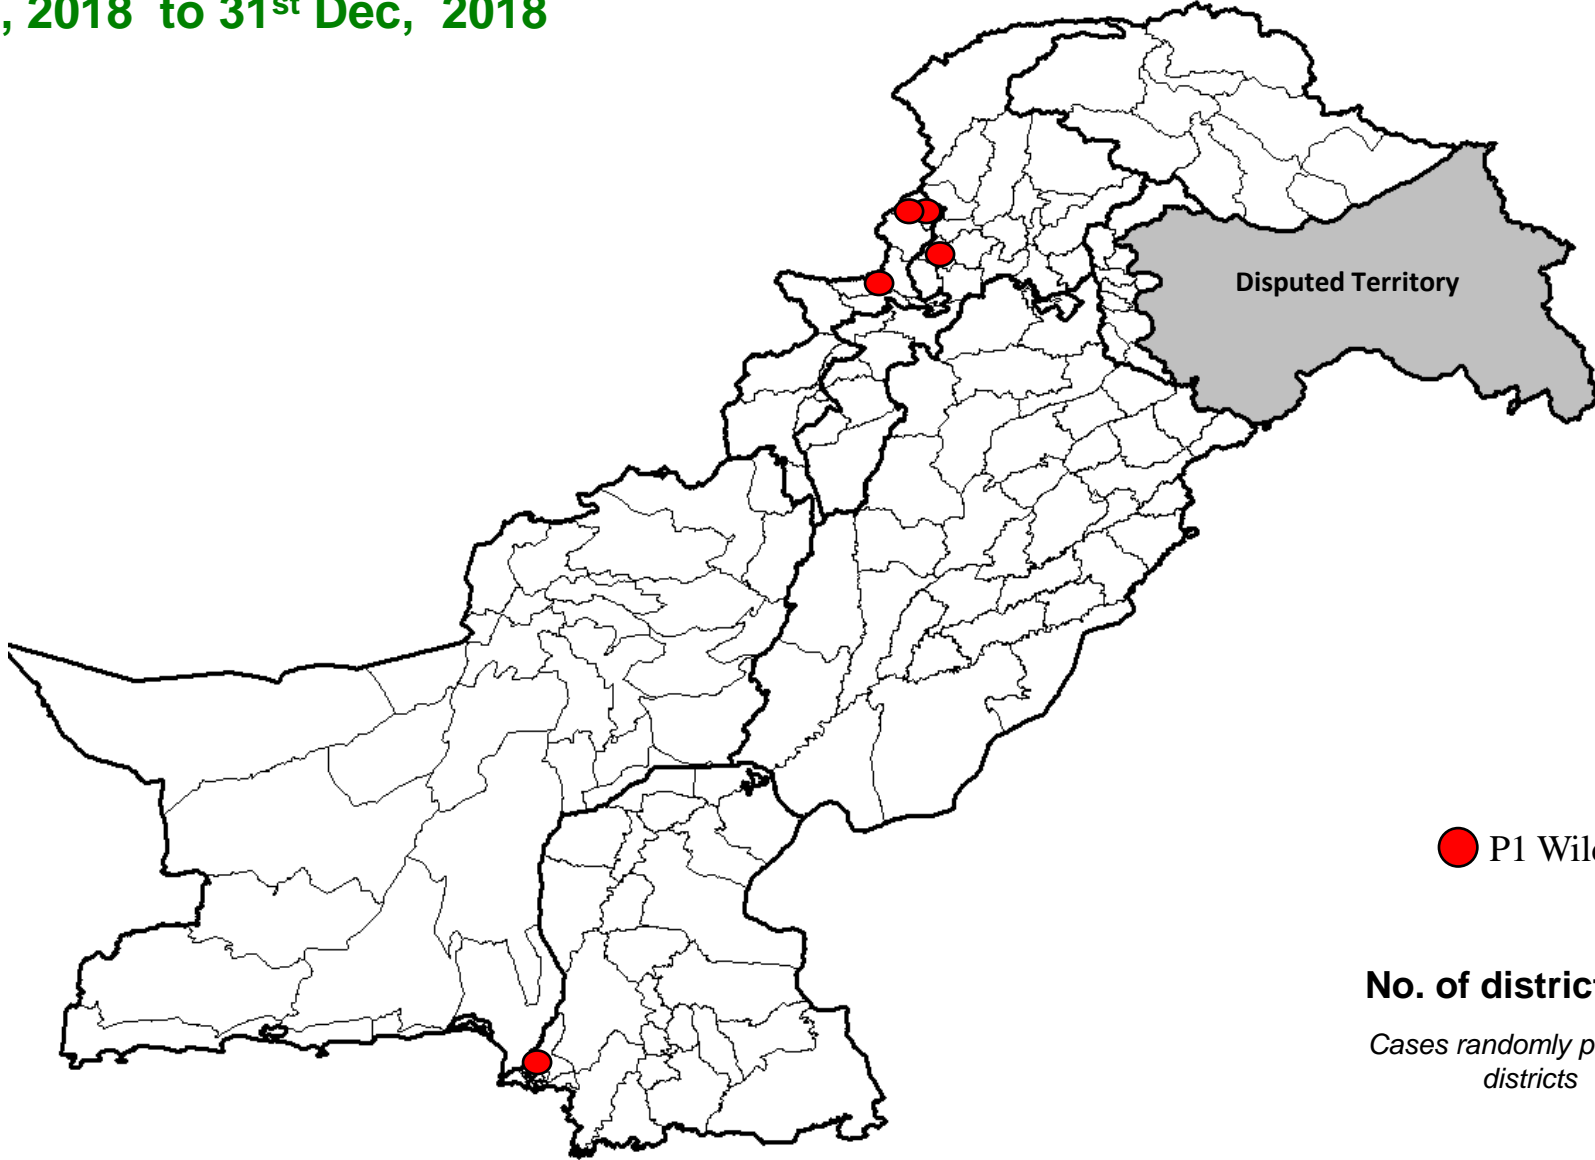 , 2018 to 31st Dec, 2018
Disputed Territory
P1 Wil
No. of distric
Cases randomly p
districts